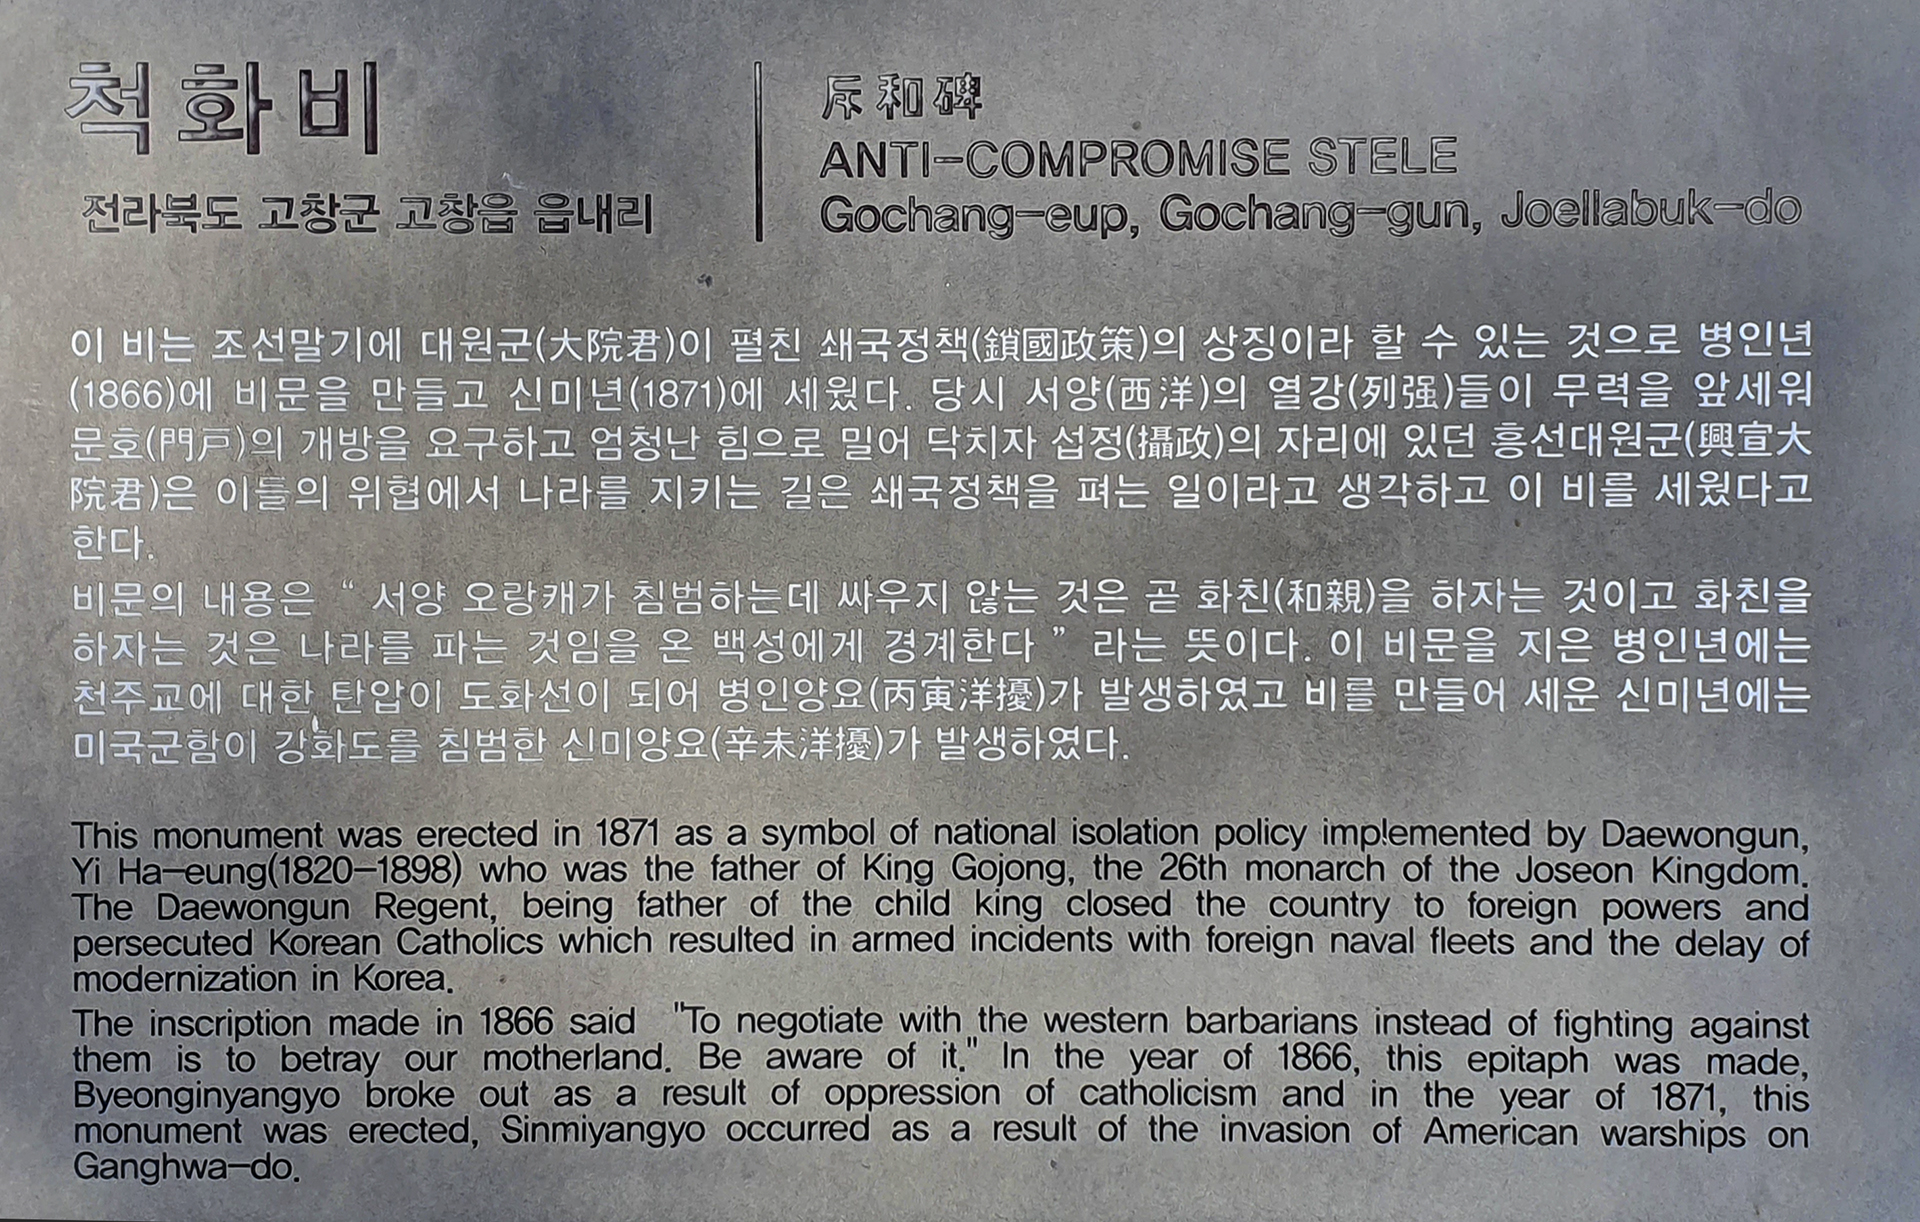 척화비
전라북도 고창군 고창읍 읍내리
斥和碑
ANTI-COMPROMISE STELE
Gochang-eup, Gochang-gun, Joellabuk-do
이 비는 조선말기에 대원군(大院君)이 펼친 쇄국정책(鎖國政策)의 상징이라 할 수 있는 것으로 병인년
(1866)에 비문을 만들고 신미년(1871)에 세웠다. 당시 서양(西洋)의 열강(列强)들이 무력을 앞세워
문호(門戶)의 개방을 요구하고 엄청난 힘으로 밀어 닥치자 섭정(攝政)의 자리에 있던 흥선대원군(興宣大
院君)은 이들의 위협에서 나라를 지키는 길은 쇄국정책을 펴는 일이라고 생각하고 이 비를 세웠다고
한다.
비문의 내용은 “ 서양 오랑캐가 침범하는데 싸우지 않는 것은 곧 화친(和親)을 하자는 것이고 화친을
하자는 것은 나라를 파는 것임을 온 백성에게 경계한다 ” 라는 뜻이다. 이 비문을 지은 병인년에는
천주교에 대한 탄압이 도화선이 되어 병인양요(丙寅洋擾)가 발생하였고 비를 만들어 세운 신미년에는
미국군함이 강화도를 침범한 신미양요(辛未洋擾)가 발생하였다.
This monument was erected in 1871 as a symbol of national isolation policy implemented by Daewongun,
Yi Ha-eung(1820-1898) who was the father of King Gojong, the 26th monarch of the Joseon Kingdom.
The Daewongun Regent, being father of the child king closed the country to foreign powers and
persecuted Korean Catholics which resulted in armed incidents with foreign naval fleets and the delay of
modernization in Korea.
The inscription made in 1866 said "To negotiate with the western barbarians instead of fighting against
them is to betray our motherland. Be aware of it." In the year of 1866, this epitaph was made,
Byeonginyangyo broke out as a result of oppression of catholicism and in the year of 1871, this
monument was erected, Sinmiyangyo occurred as a result of the invasion of American warships on
Ganghwa-do.